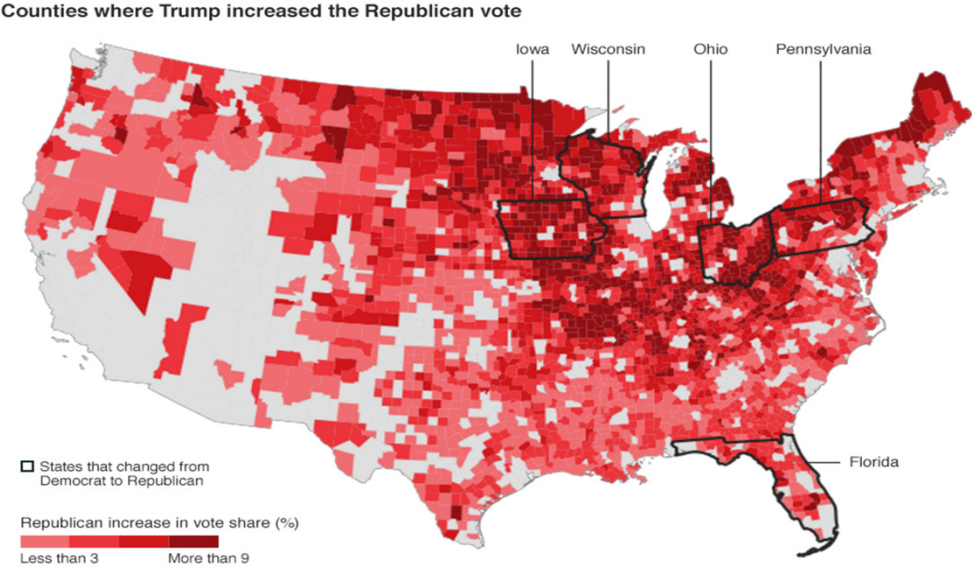 Counties where Trump increased the Republican vote
Iowa Wisconsin Ohio Pennsylvania
Florida
States that changed from
Democrat to Republican
Republican increase in vote share (%)
Less than 3 More than 9